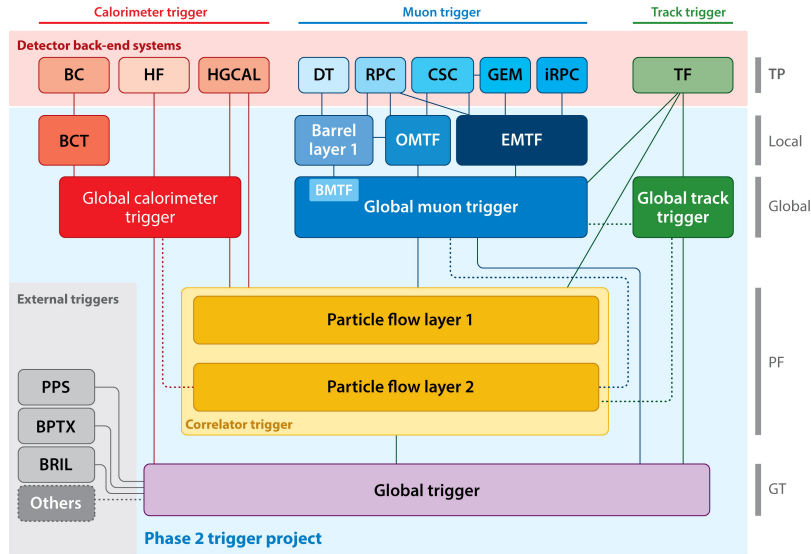 Calorimeter trigger
Muon trigger
Track trigger
Detector back-end systems
BC
HF
HGCAL
DT
RPC
CSC
GEM
iRPC
TF
TP
BCT
Barrel
layer 1
OMTF
EMTF
Local
Global calorimeter
trigger
BMTF
Global muon trigger
Global track
trigger
Global
External triggers
Particle flow layer 1
PF
Particle flow layer 2
Correlator trigger
PPS
BPTX
BRIL
Others
Global trigger
GT
Phase 2 trigger project